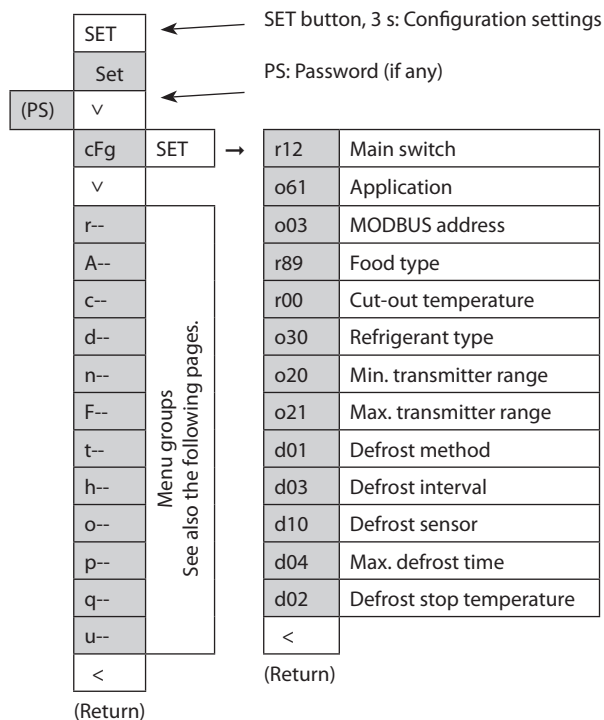 SET
SET button, 3 s: Configuration settings
Set
PS: Password (if any)
(PS) ˅
cFg SET → r12 Main switch
˅ o61 Application
r-- o03 MODBUS address
A-- r89 Food type
c-- r00 Cut-out temperature
d-- o30 Refrigerant type
n-- o20 Min. transmitter range
F-- o21 Max. transmitter range
t-- d01 Defrost method
h-- d03 Defrost interval
o-- d10 Defrost sensor
p-- d04 Max. defrost time
q-- d02 Defrost stop temperature
u-- <
Menu groups
See also the following pages.
< (Return)
(Return)